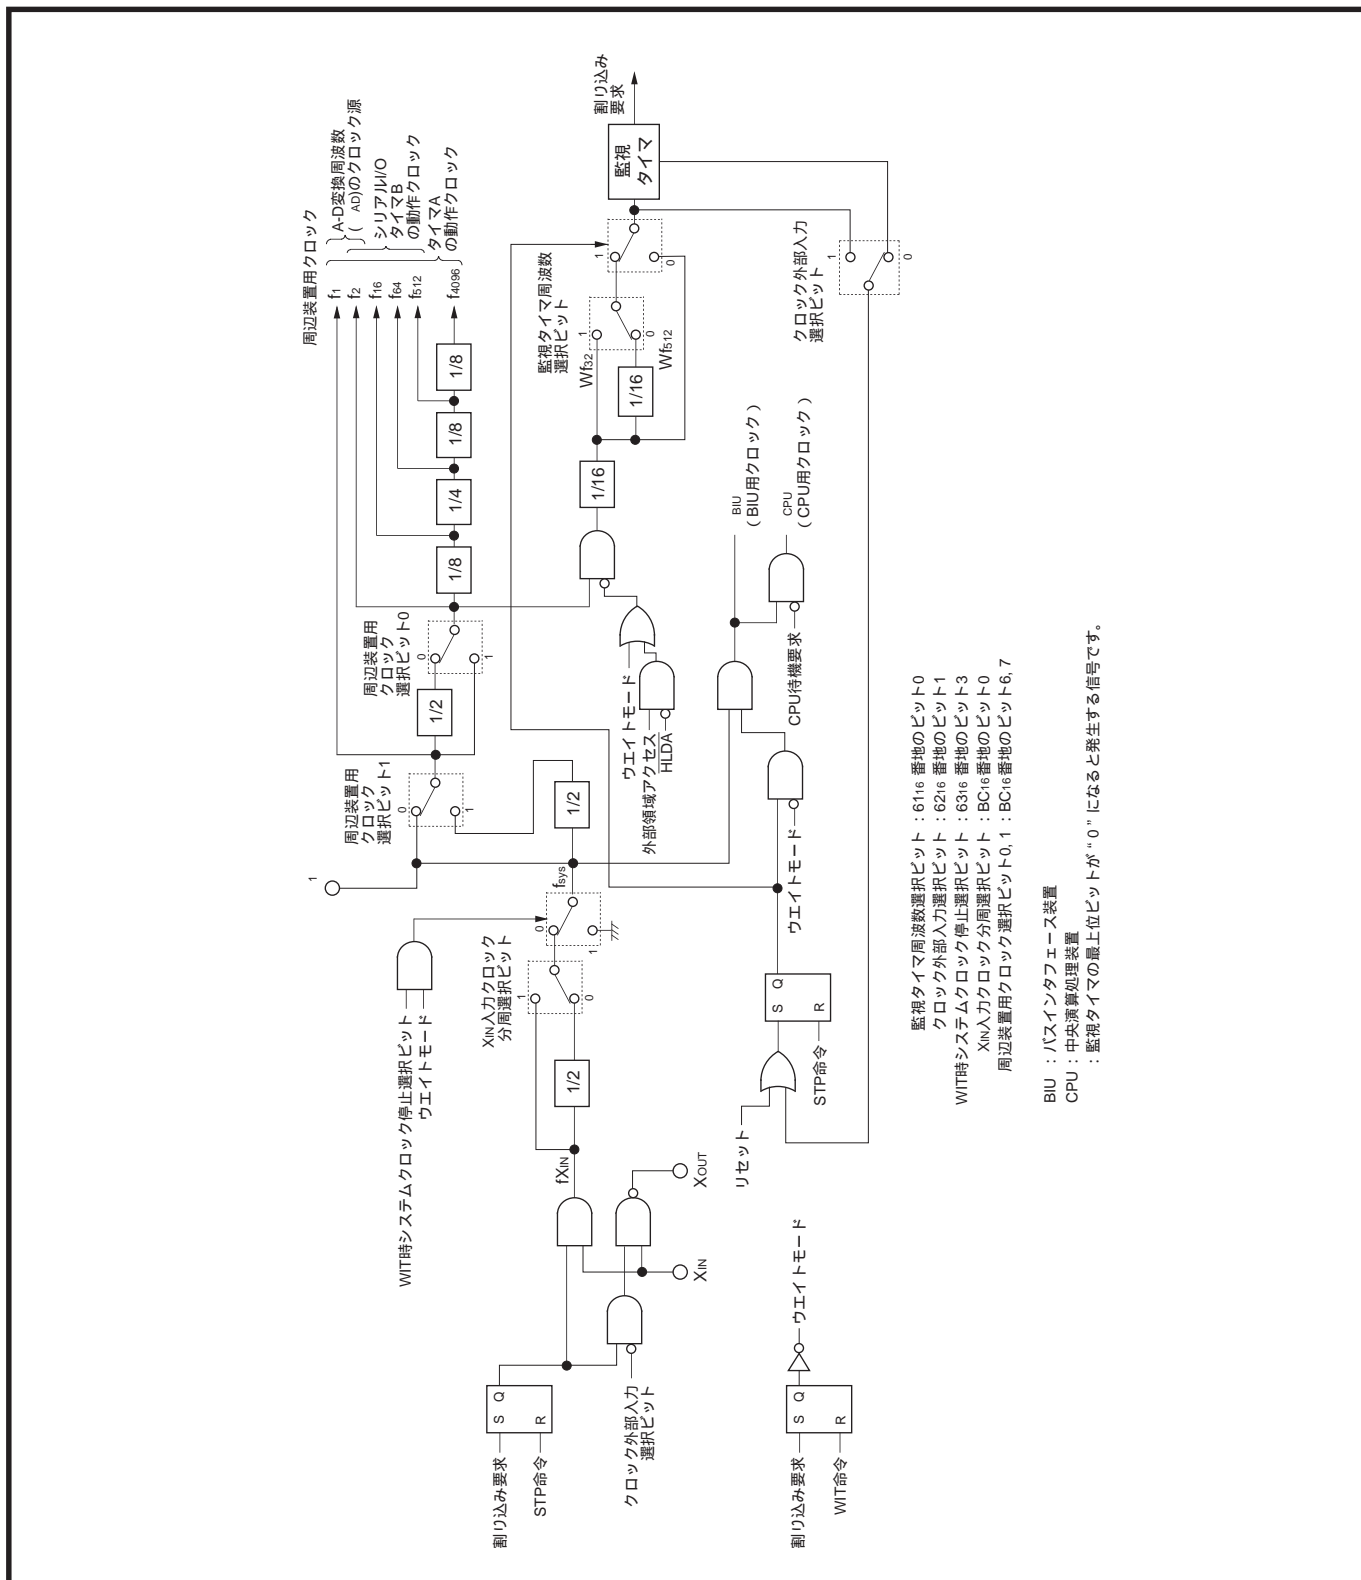 周辺装置用クロック
f1
f2
f16
f64
f512
f4096
A-D変換周波数
( AD)のクロック源
シリアルI/O
タイマB
の動作クロック
タイマA
の動作クロック
1/8
1/8
1/4
1/8
周辺装置用
クロック
選択ビット0
0
1
1/2
周辺装置用
クロック
選択ビット1
0
1
1/2
1
割り込み
要求
監視
タイマ
監視タイマ周波数
選択ビット
1
0
1
0
Wf32
Wf512
1/16
1/16
クロック外部入力
選択ビット
1
0
ウエイトモード
外部領域アクセス
HLDA
BIU
( BIU用クロック )
CPU
( CPU用クロック )
CPU待機要求
ウエイトモード
fsys
WIT時システムクロック停止選択ビット
ウエイトモード
XIN入力クロック
分周選択ビット
0
1
1
0
1/2
fXIN
XOUT
XIN
S Q
R
割り込み要求
STP命令
クロック外部入力
選択ビット
リセット
S Q
R
STP命令
S Q
R
割り込み要求
WIT命令
ウエイトモード
監視タイマ周波数選択ビット : 6116 番地のビット0
クロック外部入力選択ビット : 6216 番地のビット1
WIT時システムクロック停止選択ビット : 6316 番地のビット3
XIN入力クロック分周選択ビット : BC16 番地のビット0
周辺装置用クロック選択ビット0, 1 : BC16 番地のビット6, 7
BIU : バスインタフェース装置
CPU : 中央演算処理装置
: 監視タイマの最上位ビットが“ 0 ” になると発生する信号です。